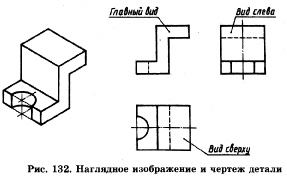 Главный вид
Вид слева
Вид сверху
Рис. 132. Наглядное изображение и чертеж детали